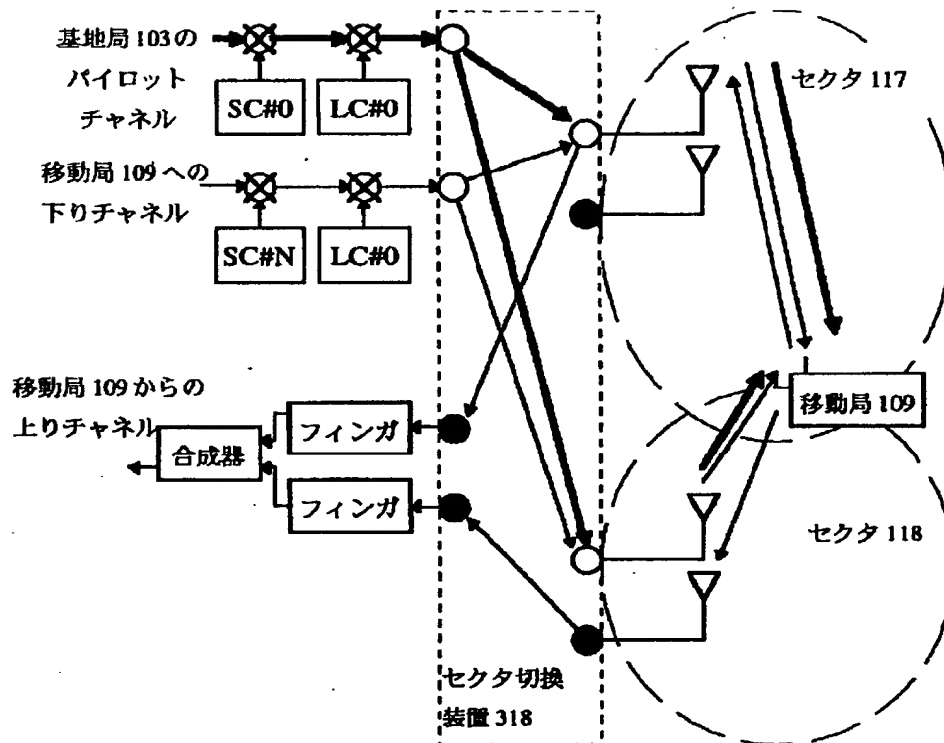 基地局103の
パイロット
チャネル
SC#0
LC#0
セクタ117
移動局109への
下りチャネル
SC#N
LC#0
移動局109からの
上りチャネル
フィンガ
合成器
フィンガ
移動局109
セクタ118
セクタ切換
装置318